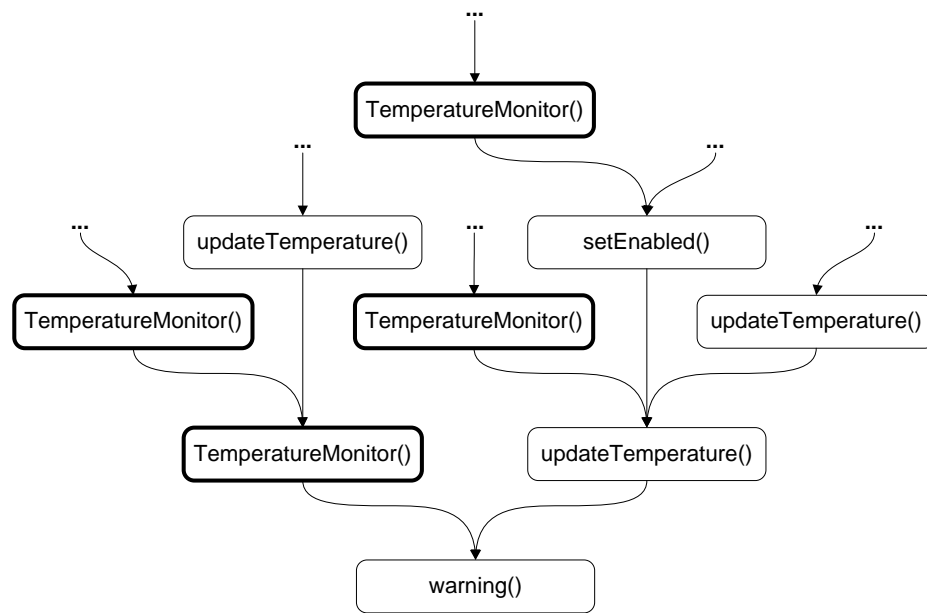 ...
TemperatureMonitor()
...
...
updateTemperature()
setEnabled()
...
...
...
TemperatureMonitor()
TemperatureMonitor()
updateTemperature()
TemperatureMonitor()
updateTemperature()
warning()